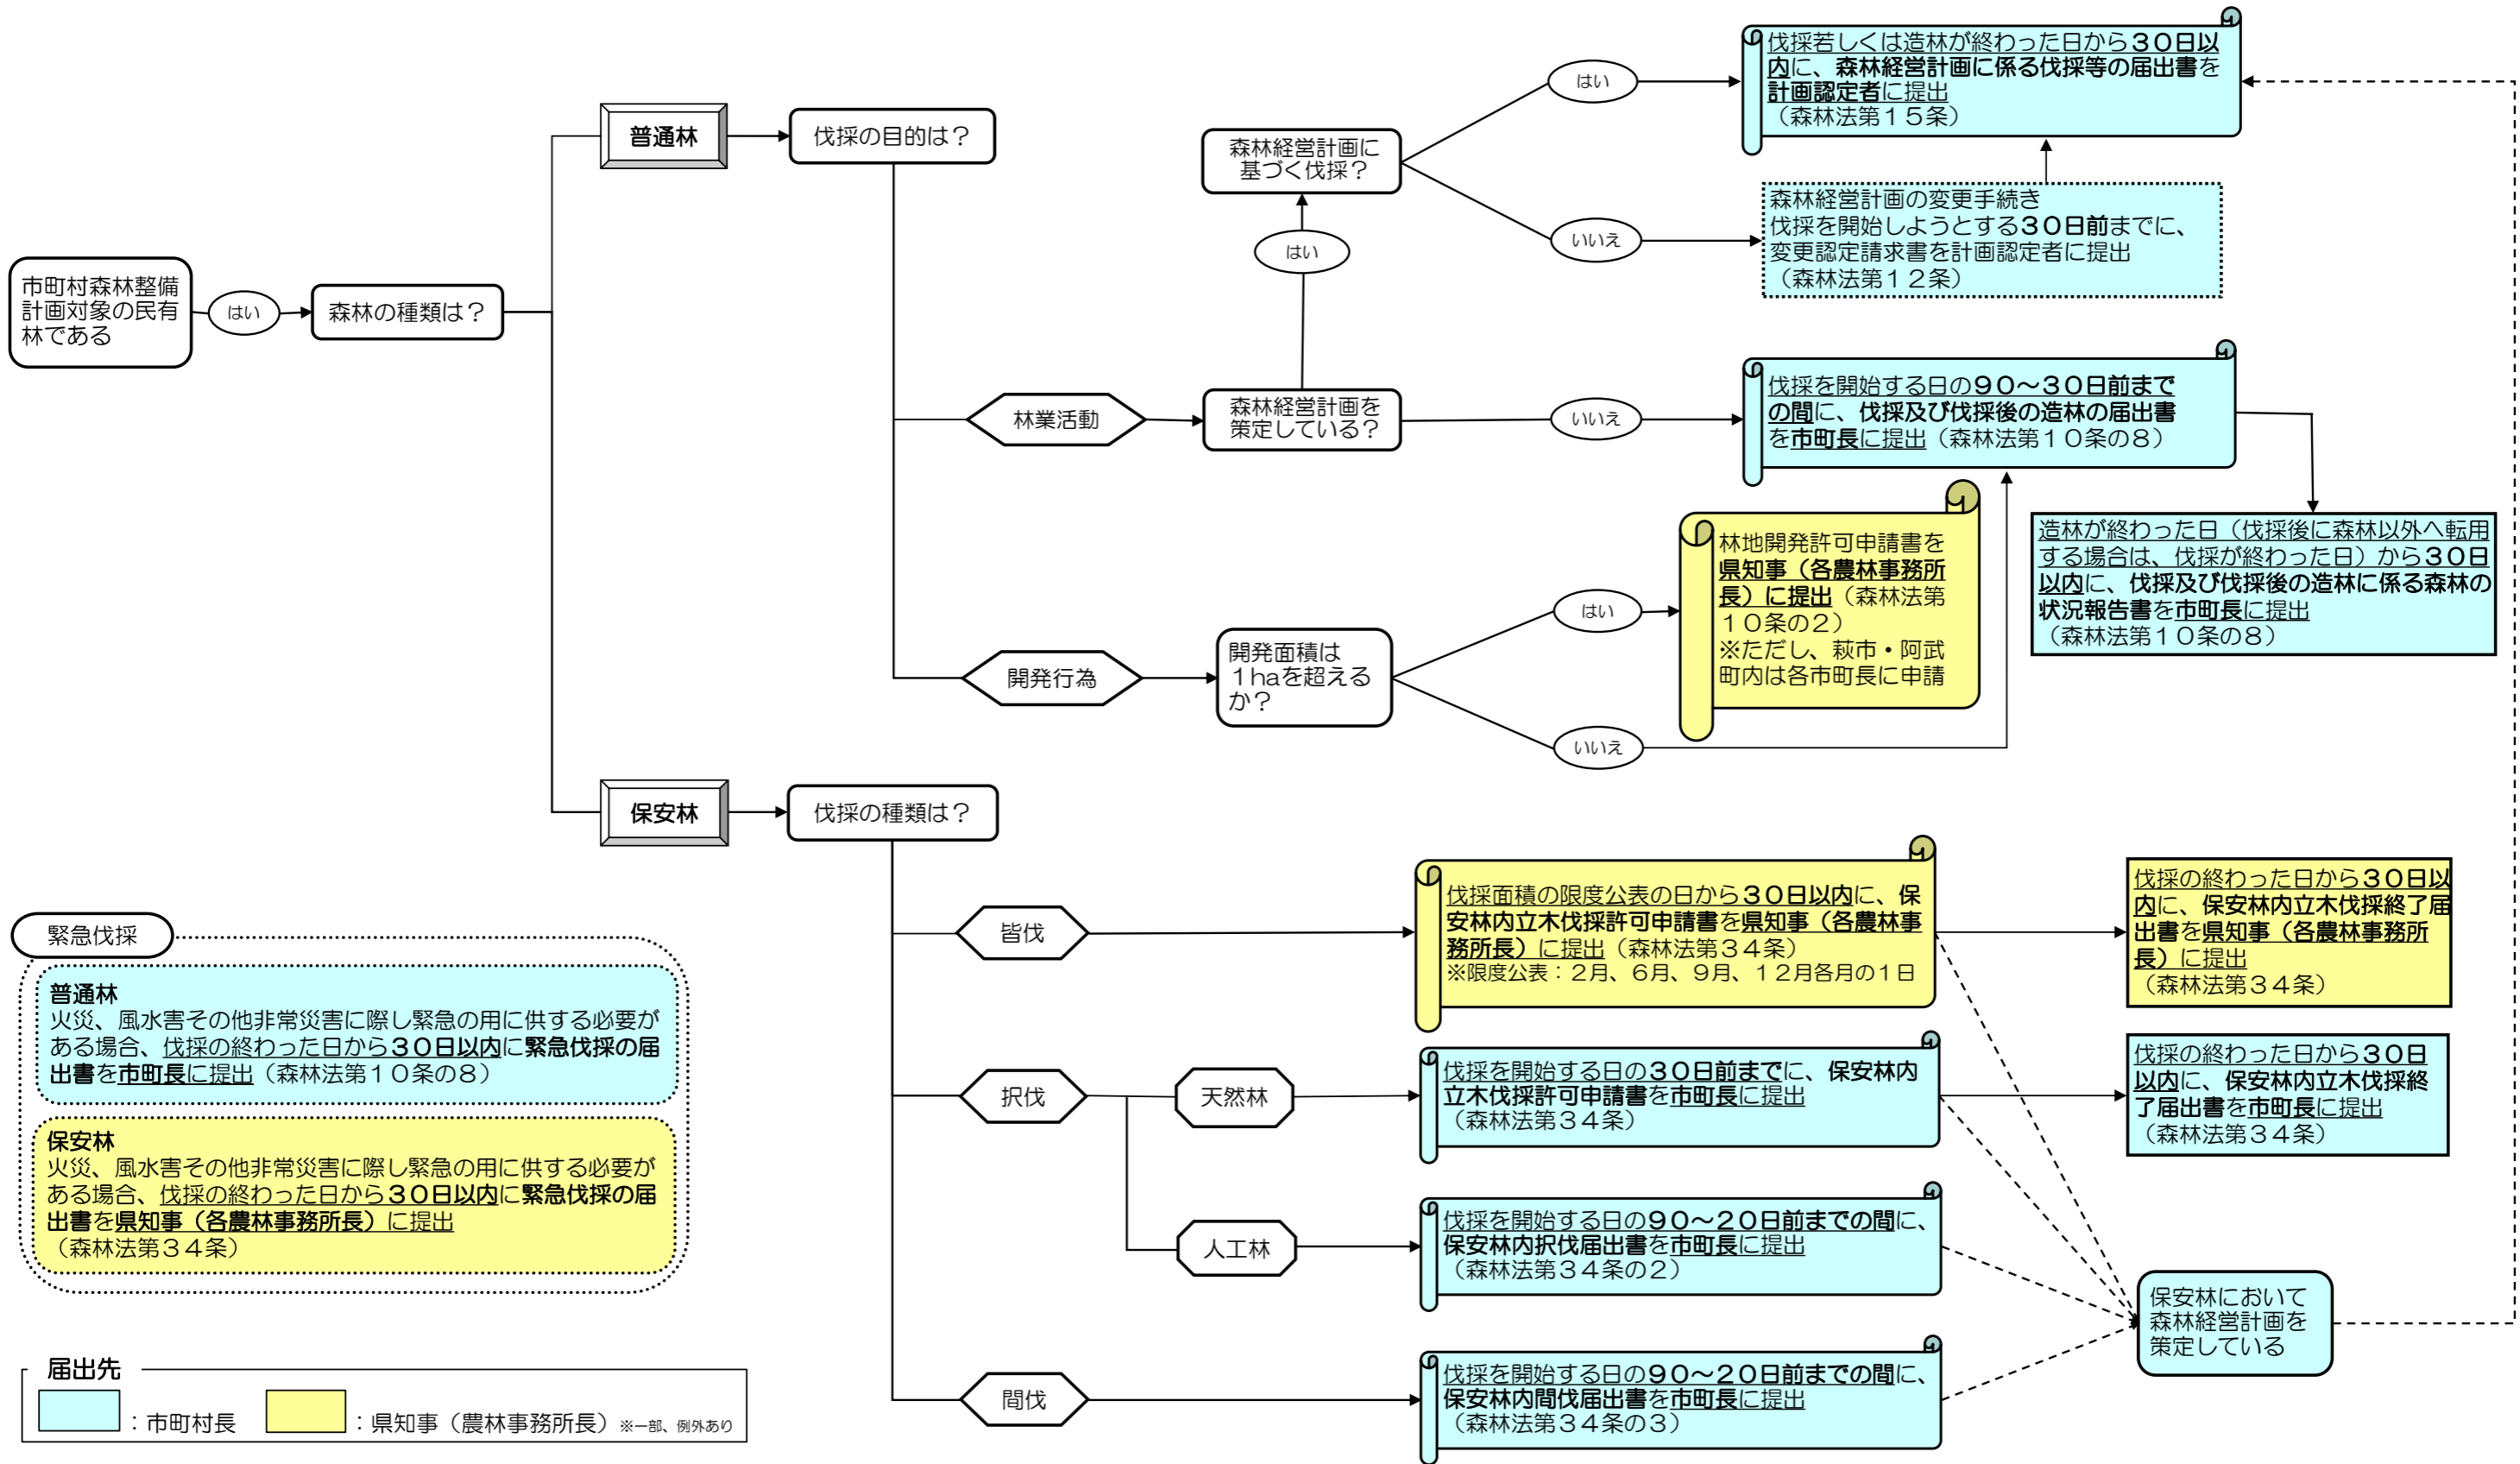 市町村森林整備
計画対象の民有
林である
はい
森林の種類は？
普通林
伐採の目的は？
林業活動
森林経営計画を
策定している？
はい
森林経営計画に
基づく伐採？
はい
伐採若しくは造林が終わった日から３０日以
内に、森林経営計画に係る伐採等の届出書を
計画認定者に提出
（森林法第１５条）
いいえ
森林経営計画の変更手続き
伐採を開始しようとする３０日前までに、
変更認定請求書を計画認定者に提出
（森林法第１２条）
いいえ
伐採を開始する日の９０～３０日前まで
の間に、伐採及び伐採後の造林の届出書
を市町長に提出（森林法第１０条の８）
造林が終わった日（伐採後に森林以外へ転用
する場合は、伐採が終わった日）から３０日
以内に、伐採及び伐採後の造林に係る森林の
状況報告書を市町長に提出
（森林法第１０条の８）
開発行為
開発面積は
１haを超える
か？
はい
林地開発許可申請書を
県知事（各農林事務所
長）に提出（森林法第
１０条の２）
※ただし、萩市・阿武
町内は各市町長に申請
いいえ
保安林
伐採の種類は？
皆伐
伐採面積の限度公表の日から３０日以内に、保
安林内立木伐採許可申請書を県知事（各農林事
務所長）に提出（森林法第３４条）
※限度公表：２月、６月、９月、１２月各月の１日
伐採の終わった日から３０日以
内に、保安林内立木伐採終了届
出書を県知事（各農林事務所
長）に提出
（森林法第３４条）
択伐
天然林
伐採を開始する日の３０日前までに、保安林内
立木伐採許可申請書を市町長に提出
（森林法第３４条）
伐採の終わった日から３０日
以内に、保安林内立木伐採終
了届出書を市町長に提出
（森林法第３４条）
人工林
伐採を開始する日の９０～２０日前までの間に、
保安林内択伐届出書を市町長に提出
（森林法第３４条の２）
間伐
伐採を開始する日の９０～２０日前までの間に、
保安林内間伐届出書を市町長に提出
（森林法第３４条の３）
保安林において
森林経営計画を
策定している
緊急伐採
普通林
火災、風水害その他非常災害に際し緊急の用に供する必要が
ある場合、伐採の終わった日から３０日以内に緊急伐採の届
出書を市町長に提出（森林法第１０条の８）
保安林
火災、風水害その他非常災害に際し緊急の用に供する必要が
ある場合、伐採の終わった日から３０日以内に緊急伐採の届
出書を県知事（各農林事務所長）に提出
（森林法第３４条）
届出先
：市町村長
：県知事（農林事務所長）※一部、例外あり